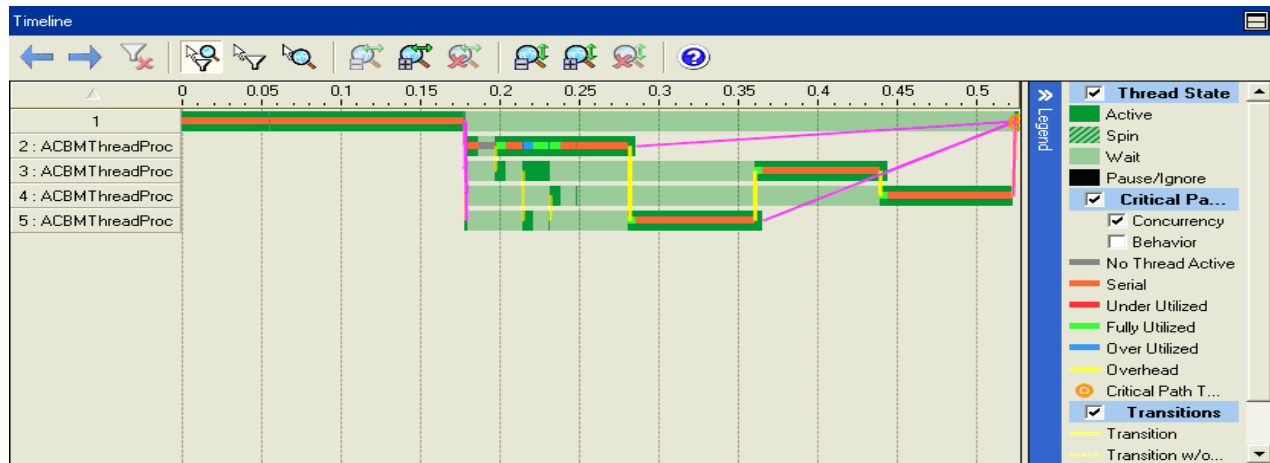 Timeline
0 0.05 0.1 0.15 0.2 0.25 0.3 0.35 0.4 0.45 0.5
1
2 : ACBMThreadProc
3 : ACBMThreadProc
4 : ACBMThreadProc
5 : ACBMThreadProc
Legend
Thread State
Active
Spin
Wait
Pause/Ignore
Critical Pa...
Concurrency
Behavior
No Thread Active
Serial
Under Utilized
Fully Utilized
Over Utilized
Overhead
Critical Path T...
Transitions
Transition
Transition w/o...